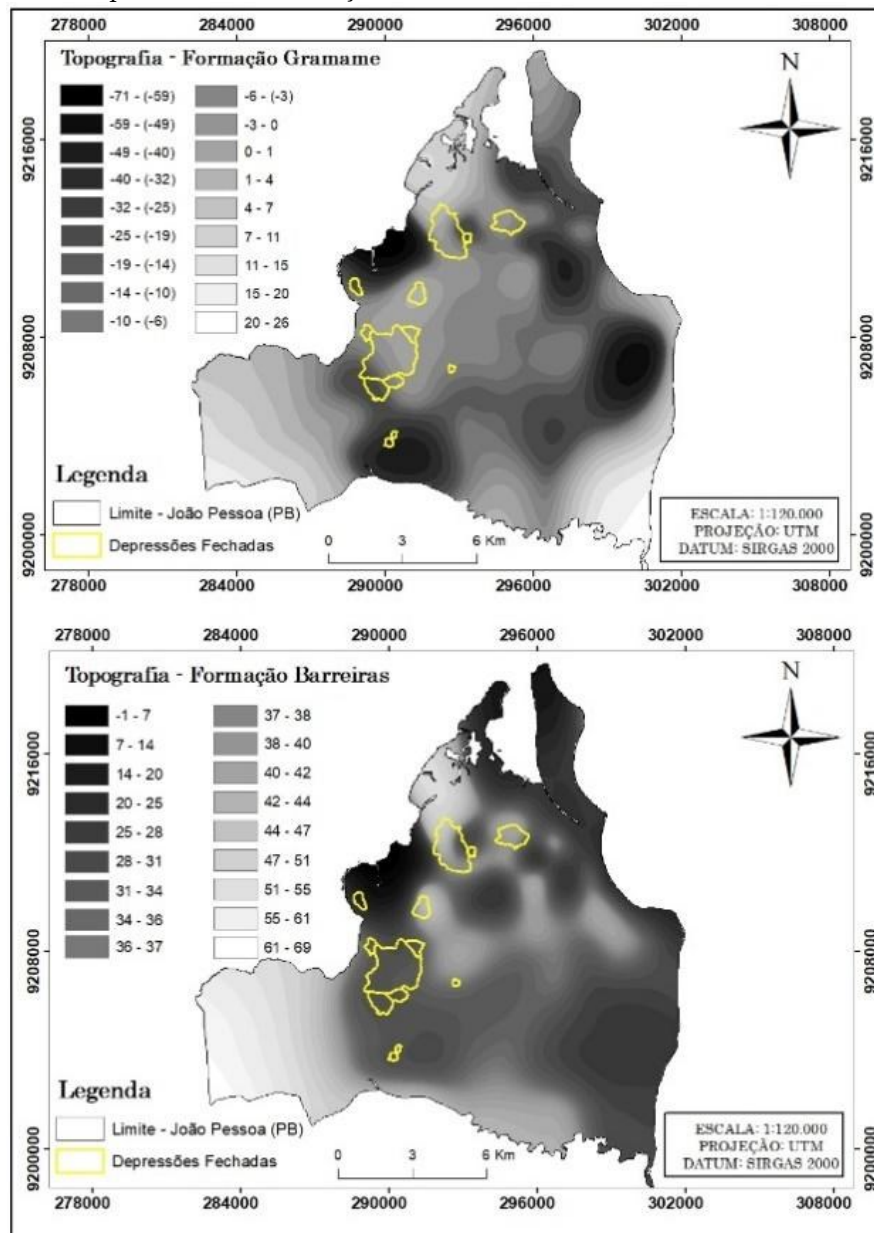 278000 284000 290000 296000 302000 308000
Topografia - Formação Gramame
-71 - (-59) -6 - (-3)
-59 - (-49) -3 - 0
-49 - (-40) 0 - 1
-40 - (-32) 1 - 4
-32 - (-25) 4 - 7
-25 - (-19) 7 - 11
-19 - (-14) 11 - 15
-14 - (-10) 15 - 20
-10 - (-6) 20 - 26
N
9216000 9216000
9208000 9208000
9200000 9200000
Legenda
Limite - João Pessoa (PB)
Depressões Fechadas
0 3 6 Km
ESCALA: 1:120.000
PROJEÇÃO: UTM
DATUM: SIRGAS 2000
278000 284000 290000 296000 302000 308000
278000 284000 290000 296000 302000 308000
Topografia - Formação Barreiras
-1 - 7 37 - 38
7 - 14 38 - 40
14 - 20 40 - 42
20 - 25 42 - 44
25 - 28 44 - 47
28 - 31 47 - 51
31 - 34 51 - 55
34 - 36 55 - 61
36 - 37 61 - 69
N
9216000 9216000
9208000 9208000
9200000 9200000
Legenda
Limite - João Pessoa (PB)
Depressões Fechadas
0 3 6 Km
ESCALA: 1:120.000
PROJEÇÃO: UTM
DATUM: SIRGAS 2000
278000 284000 290000 296000 302000 308000